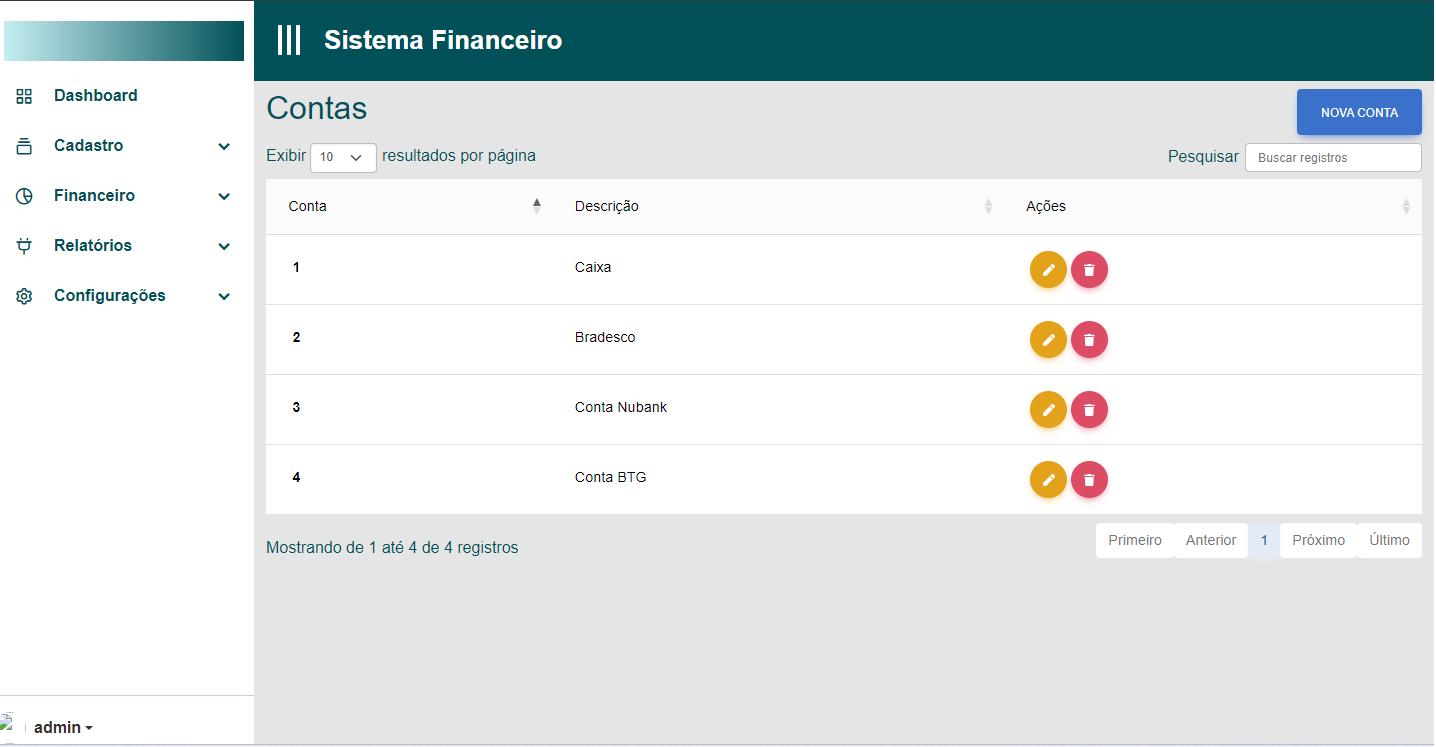 Sistema Financeiro
Dashboard
Cadastro
Financeiro
Relatórios
Configurações
admin
Contas
NOVA CONTA
Exibir 10 resultados por página
Pesquisar Buscar registros
Conta Descrição Ações
1 Caixa
2 Bradesco
3 Conta Nubank
4 Conta BTG
Mostrando de 1 até 4 de 4 registros
Primeiro Anterior 1 Próximo Último